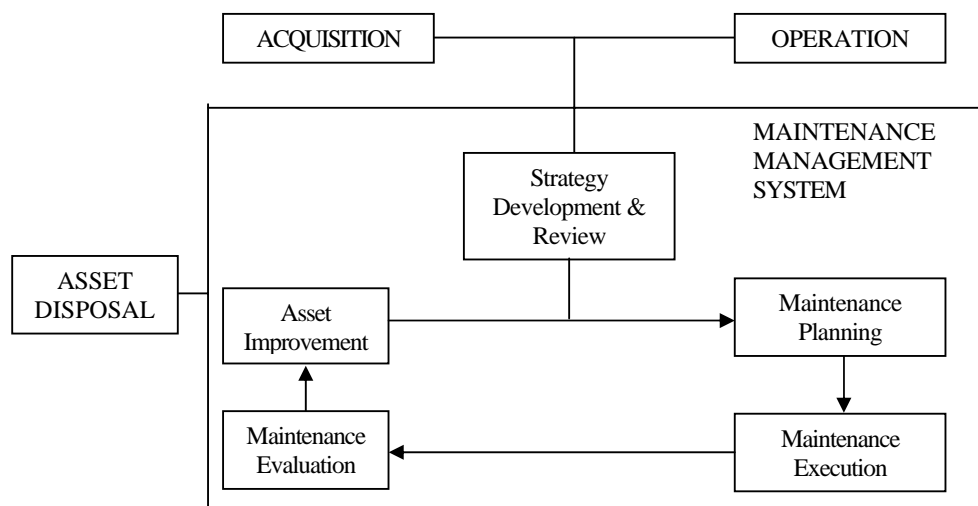 ACQUISITION
OPERATION
MAINTENANCE
MANAGEMENT
SYSTEM
Strategy
Development &
Review
ASSET
DISPOSAL
Asset
Improvement
Maintenance
Planning
Maintenance
Evaluation
Maintenance
Execution